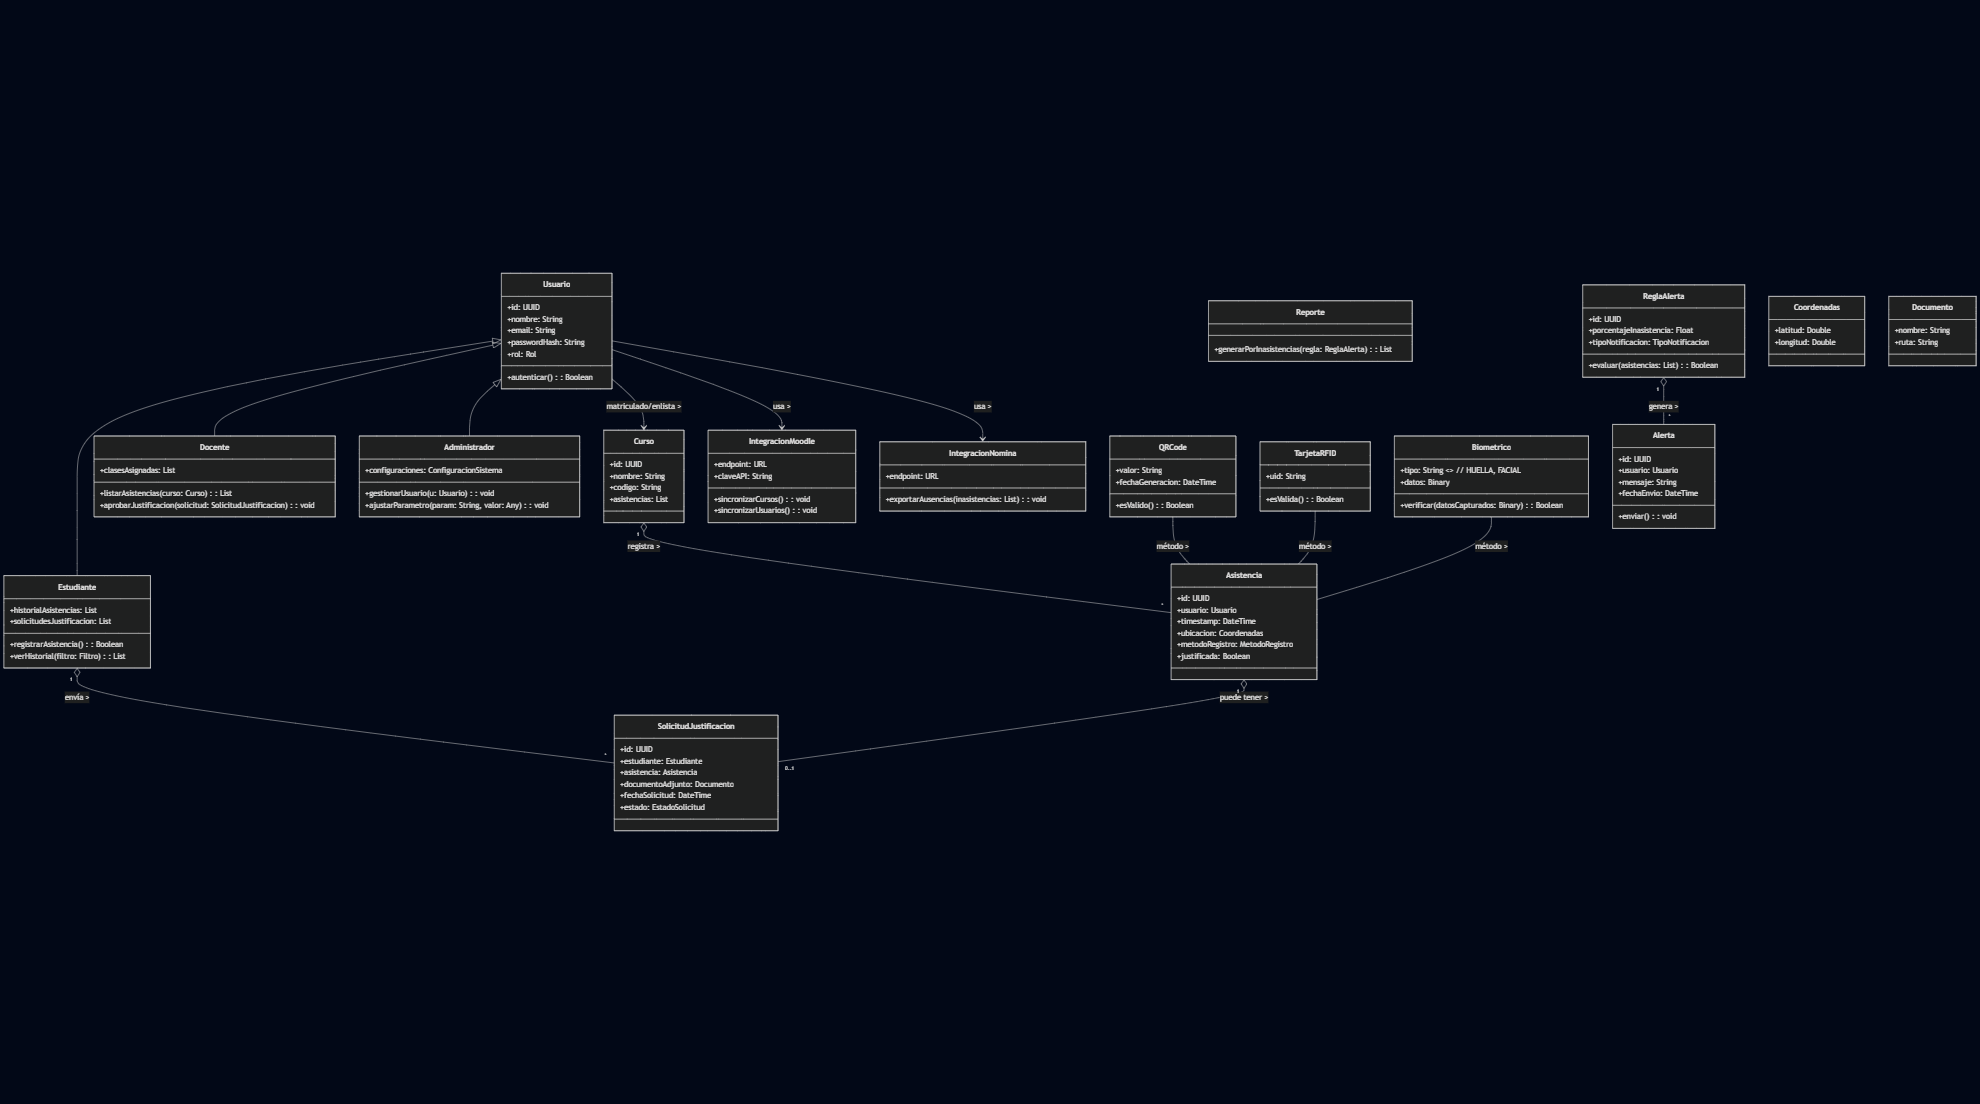 Usuario
+id: UUID
+nombre: String
+email: String
+passwordHash: String
+rol: Rol
+autenticar() : : Boolean
Reporte
+generarPorInasistencias(regla: ReglaAlerta) : : List
ReglaAlerta
+id: UUID
+porcentajeInasistencia: Float
+tipoNotificacion: TipoNotificacion
+evaluar(asistencias: List) : : Boolean
Coordenadas
+latitud: Double
+longitud: Double
Documento
+nombre: String
+ruta: String
matriculado/enlista >
usa >
usa >
1
genera >
*
Docente
+clasesAsignadas: List
+listarAsistencias(curso: Curso) : : List
+aprobarJustificacion(solicitud: SolicitudJustificacion) : : void
Administrador
+configuraciones: ConfiguracionSistema
+gestionarUsuario(u: Usuario) : : void
+ajustarParametro(param: String, valor: Any) : : void
Curso
+id: UUID
+nombre: String
+codigo: String
+asistencias: List
IntegracionMoodle
+endpoint: URL
+claveAPI: String
+sincronizarCursos() : : void
+sincronizarUsuarios() : : void
IntegracionNomina
+endpoint: URL
+exportarAusencias(inasistencias: List) : : void
QRCode
+valor: String
+fechaGeneracion: DateTime
+esValido() : : Boolean
TarjetaRFID
+uid: String
+esValida() : : Boolean
Biometrico
+tipo: String <> // HUELLA, FACIAL
+datos: Binary
+verificar(datosCapturados: Binary) : : Boolean
Alerta
+id: UUID
+usuario: Usuario
+mensaje: String
+fechaEnvio: DateTime
+enviar() : : void
1
registra >
método >
método >
método >
*
Estudiante
+historialAsistencias: List
+solicitudesJustificacion: List
+registrarAsistencia() : : Boolean
+verHistorial(filtro: Filtro) : : List
Asistencia
+id: UUID
+usuario: Usuario
+timestamp: DateTime
+ubicacion: Coordenadas
+metodoRegistro: MetodoRegistro
+justificada: Boolean
1
envía >
1
puede tener >
*
0..1
SolicitudJustificacion
+id: UUID
+estudiante: Estudiante
+asistencia: Asistencia
+documentoAdjunto: Documento
+fechaSolicitud: DateTime
+estado: EstadoSolicitud